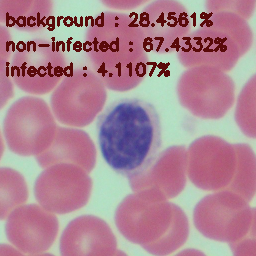 background : 28.4561%
non-infected : 67.4332%
infected : 4.1107%